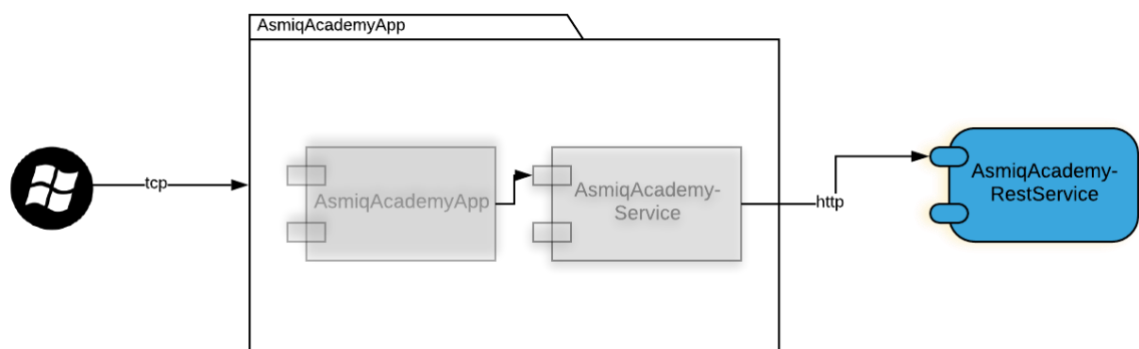 AsmiqAcademyApp
tcp
AsmiqAcademyApp
AsmiqAcademy-
Service
http
AsmiqAcademy-
RestService